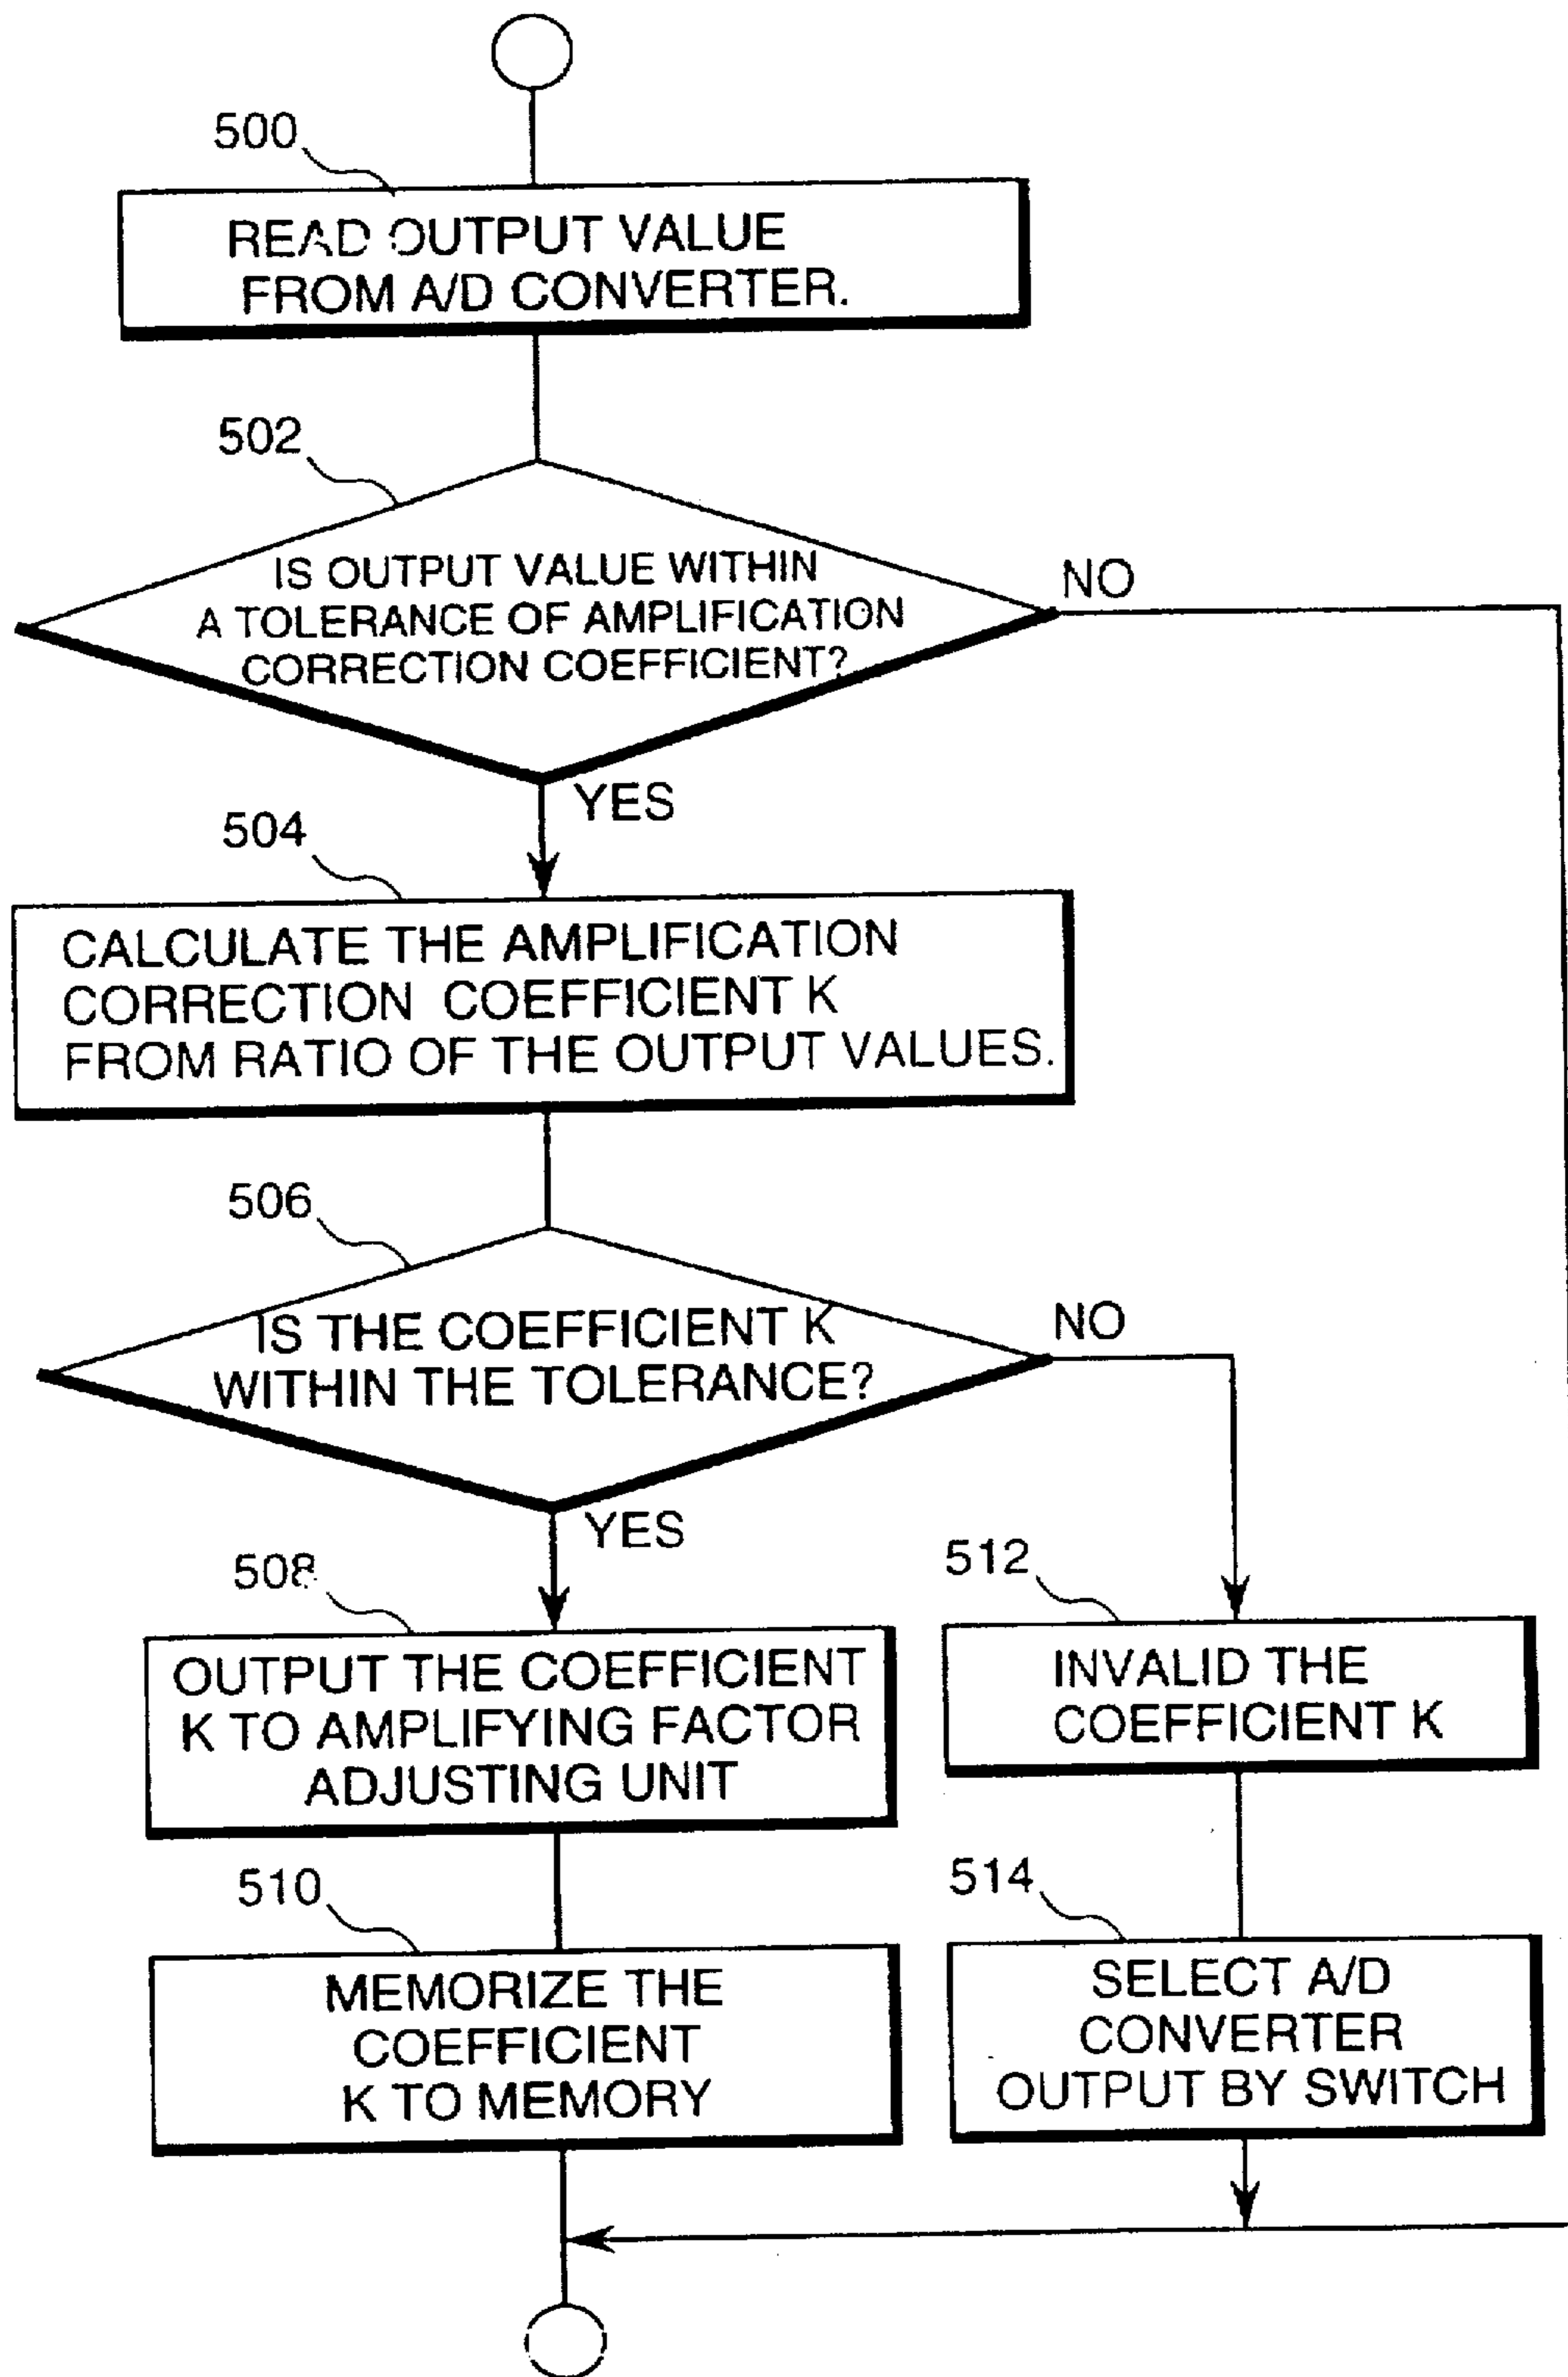 500
READ OUTPUT VALUE
FROM A/D CONVERTER.
502
IS OUTPUT VALUE WITHIN
A TOLERANCE OF AMPLIFICATION
CORRECTION COEFFICIENT?
NO
YES
504
CALCULATE THE AMPLIFICATION
CORRECTION COEFFICIENT K
FROM RATIO OF THE OUTPUT VALUES.
506
IS THE COEFFICIENT K
WITHIN THE TOLERANCE?
NO
YES
508
OUTPUT THE COEFFICIENT
K TO AMPLIFYING FACTOR
ADJUSTING UNIT
512
INVALID THE
COEFFICIENT K
510
MEMORIZE THE
COEFFICIENT
K TO MEMORY
514
SELECT A/D
CONVERTER
OUTPUT BY SWITCH